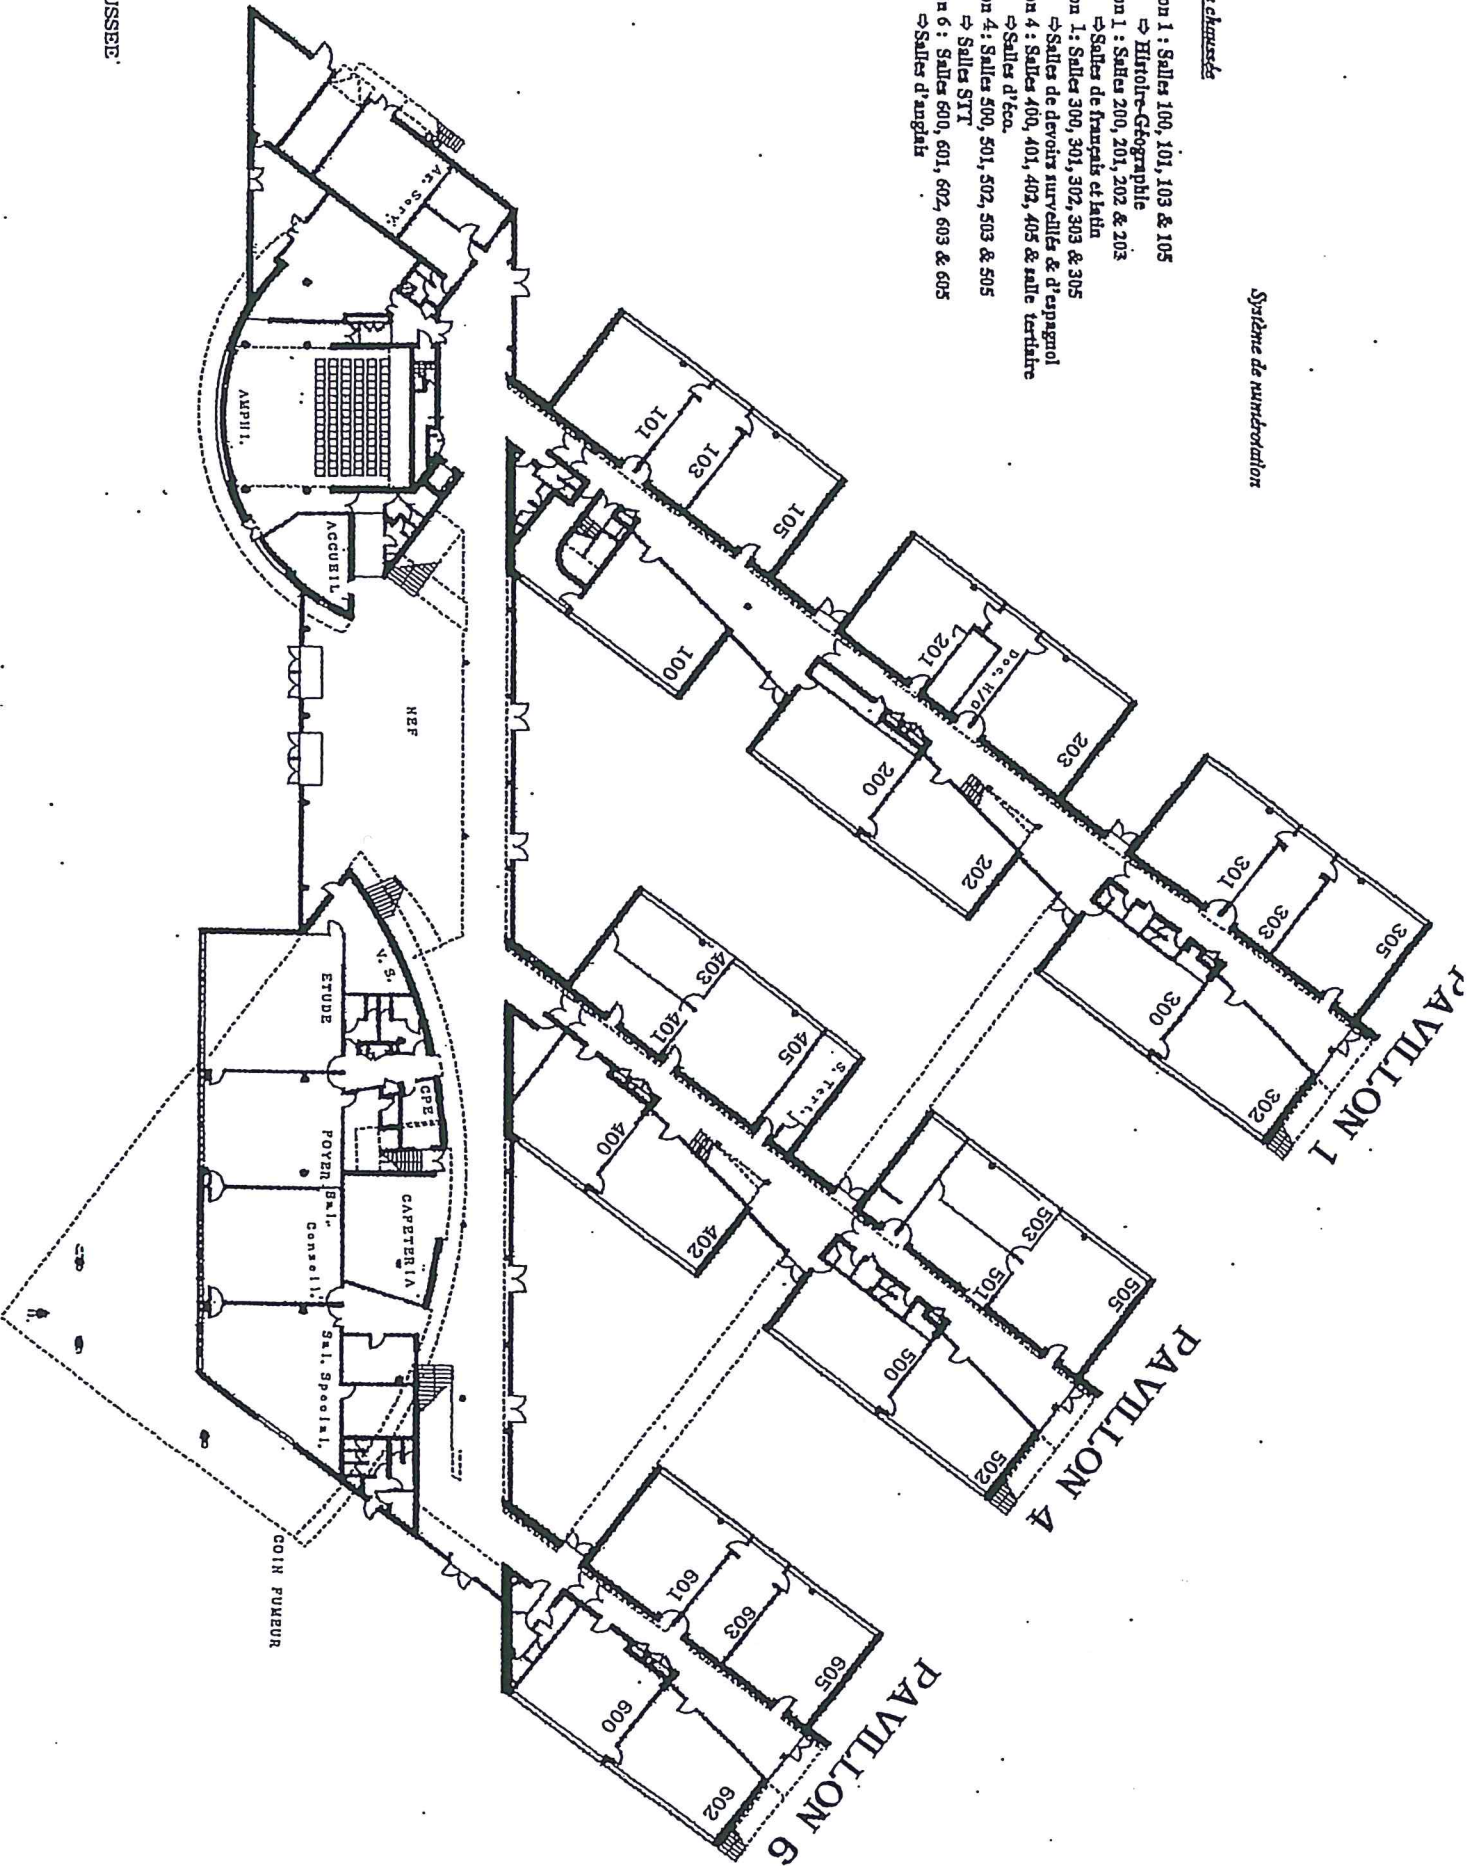 USSEE
chaussés
Système de numérotation
on 1 : Salles 100, 101, 103 & 105
⇨ Histoire-Géographie
on 1 : Salles 200, 201, 202 & 203
⇨Salles de français et latin
on 1 : Salles 300, 301, 302, 303 & 305
⇨Salles de devoirs surveillés & d'espagnol
on 4 : Salles 400, 401, 402, 405 & salle tertiaire
⇨Salles d'éco.
on 4 : Salles 500, 501, 502, 503 & 505
⇨ Salles STT
n 6 : Salles 600, 601, 602, 603 & 605
⇨Salles d'anglais
PAVILLON 1
101
103
105
100
201
Doc. H/G
203
200
202
301
303
305
300
302
PAVILLON 4
403
401
405
S. Tert.
400
402
503
501
505
500
502
PAVILLON 6
601
603
605
600
602
At. Serv.
AMPHI.
ACCUEIL
NEF
V. S.
ETUDE
CPE
FOYER
CAFETERIA
Sal. Conseil.
Sal. Spécial.
COIN FUMEUR